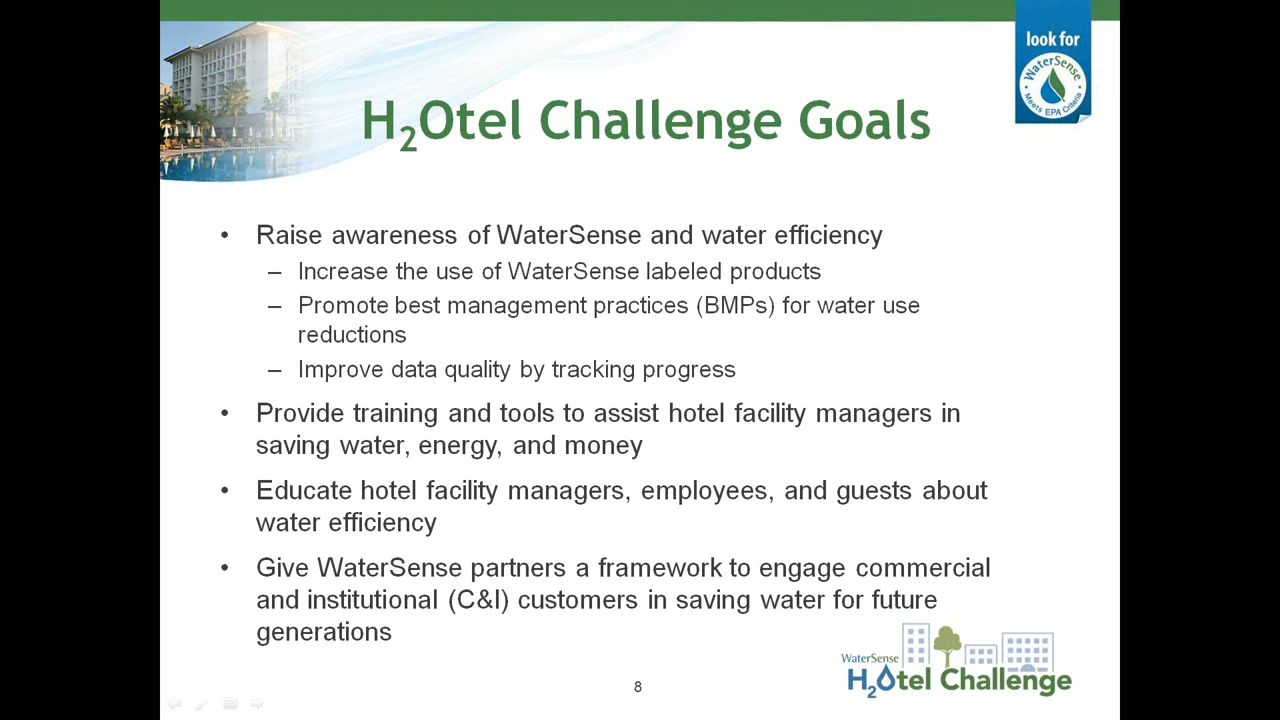 look for
WaterSense
Meets EPA Criteria
H₂Otel Challenge Goals
• Raise awareness of WaterSense and water efficiency
– Increase the use of WaterSense labeled products
– Promote best management practices (BMPs) for water use
reductions
– Improve data quality by tracking progress
• Provide training and tools to assist hotel facility managers in
saving water, energy, and money
• Educate hotel facility managers, employees, and guests about
water efficiency
• Give WaterSense partners a framework to engage commercial
and institutional (C&I) customers in saving water for future
generations
WaterSense
H₂Otel Challenge
8